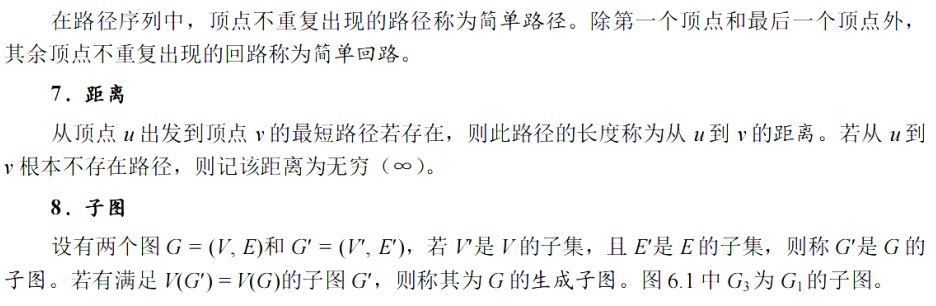 在路径序列中，顶点不重复出现的路径称为简单路径。除第一个顶点和最后一个顶点外，
其余顶点不重复出现的回路称为简单回路。
7．距离
从顶点 u 出发到顶点 v 的最短路径若存在，则此路径的长度称为从 u 到 v 的距离。若从 u 到
v 根本不存在路径，则记该距离为无穷（∞）。
8．子图
设有两个图 G = (V, E)和 G′ = (V′, E′)，若 V′是 V 的子集，且 E′是 E 的子集，则称 G′是 G 的
子图。若有满足 V(G′) = V(G)的子图 G′，则称其为 G 的生成子图。图 6.1 中 G₃为 G₁的子图。